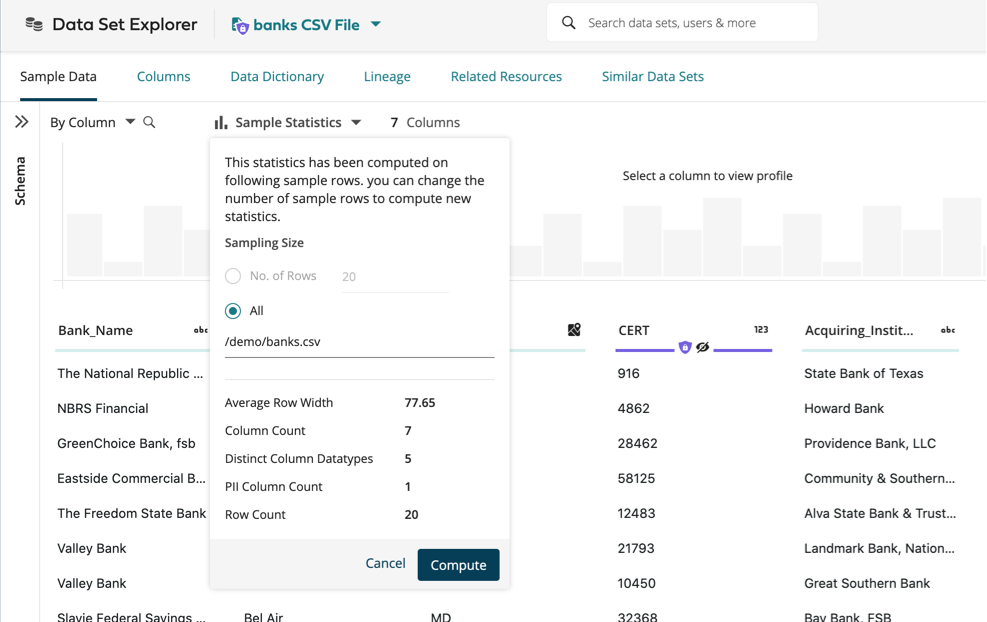 Data Set Explorer
banks CSV File
Search data sets, users & more
Sample Data
Columns
Data Dictionary
Lineage
Related Resources
Similar Data Sets
By Column
Sample Statistics
7 Columns
Schema
This statistics has been computed on
following sample rows. you can change the
number of sample rows to compute new
statistics.
Sampling Size
No. of Rows 20
All
/demo/banks.csv
Average Row Width 77.65
Column Count 7
Distinct Column Datatypes 5
PII Column Count 1
Row Count 20
Cancel
Compute
Select a column to view profile
Bank_Name abc
CERT 123
Acquiring_Instit... abc
The National Republic ... 916 State Bank of Texas
NBRS Financial 4862 Howard Bank
GreenChoice Bank, fsb 28462 Providence Bank, LLC
Eastside Commercial B... 58125 Community & Southern...
The Freedom State Bank 12483 Alva State Bank & Trust...
Valley Bank 21793 Landmark Bank, Nation...
Valley Bank 10450 Great Southern Bank
Slavie Federal Savings ... Bel Air MD 32368 Bay Bank, FSB